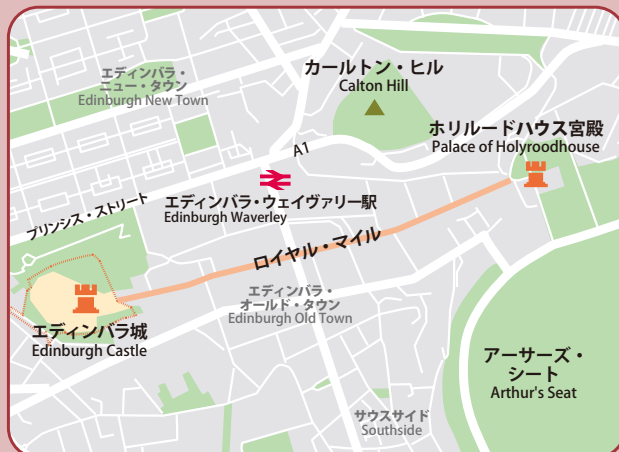 エディンバラ・
ニュー・タウン
Edinburgh New Town
カールトン・ヒル
Calton Hill
ホリルードハウス宮殿
Palace of Holyroodhouse
A1
プリンシス・ストリート
エディンバラ・ウェイヴァリー駅
Edinburgh Waverley
ロイヤル・マイル
エディンバラ・
オールド・タウン
Edinburgh Old Town
エディンバラ城
Edinburgh Castle
アーサーズ・
シート
Arthur's Seat
サウスサイド
Southside